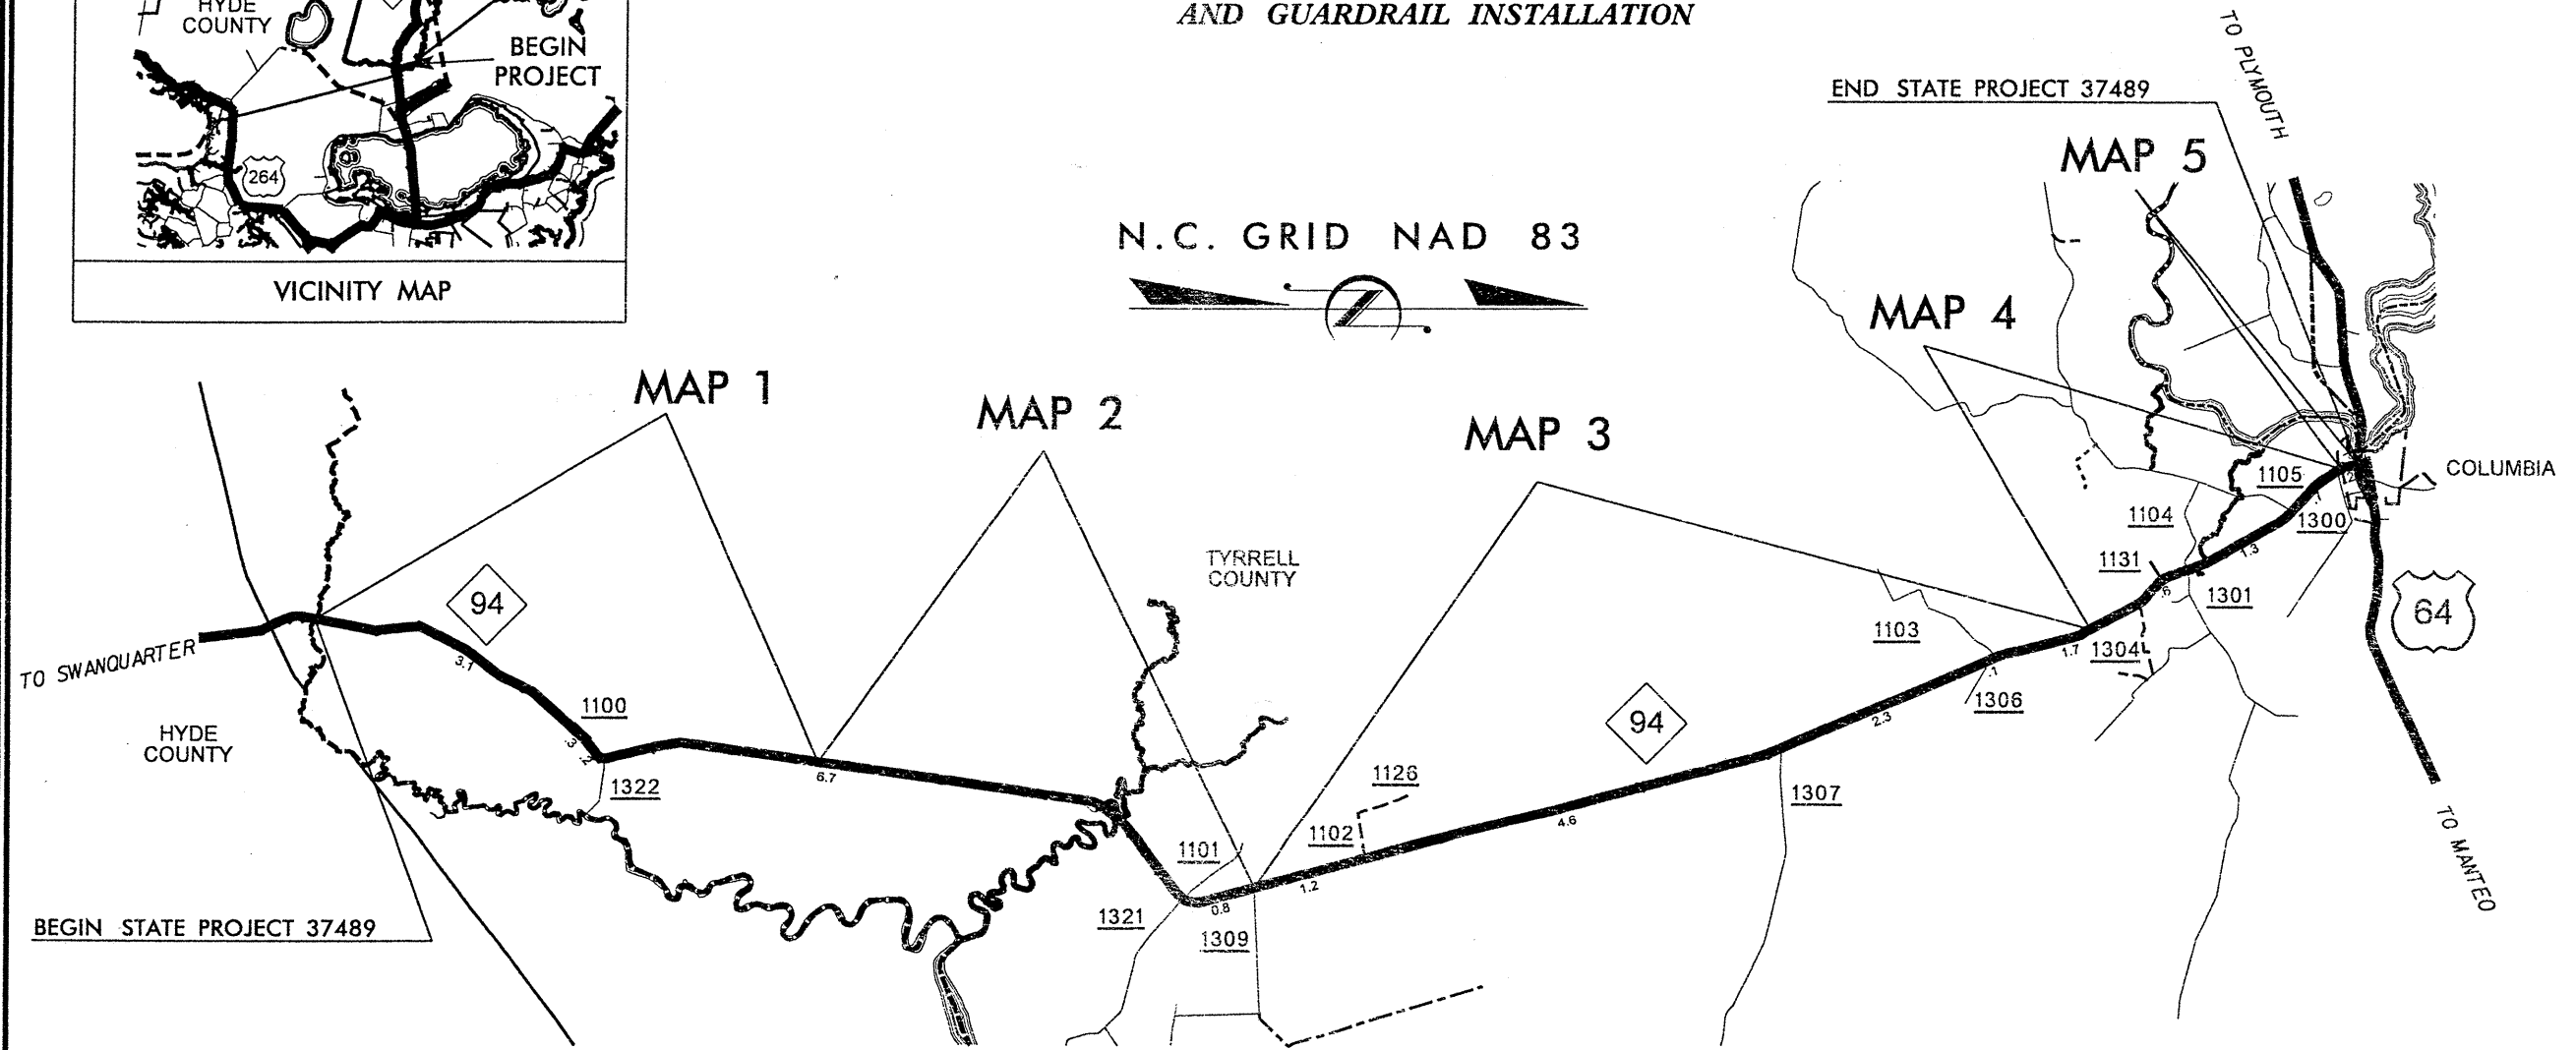 HYDE
COUNTY
BEGIN
PROJECT
264
VICINITY MAP
AND GUARDRAIL INSTALLATION
N.C. GRID NAD 83
END STATE PROJECT 37489
TO PLYMOUTH
MAP 5
MAP 4
MAP 1
MAP 2
MAP 3
COLUMBIA
1105
1104
1300
1.3
1131
.6
1301
64
TYRRELL
COUNTY
94
3.1
TO SWANQUARTER
HYDE
COUNTY
1100
.3
.2
1322
6.7
1103
1304
1.7
.1
1306
94
2.3
1126
1307
1102
4.6
1101
1.2
0.8
1321
1309
TO MANTEO
BEGIN STATE PROJECT 37489